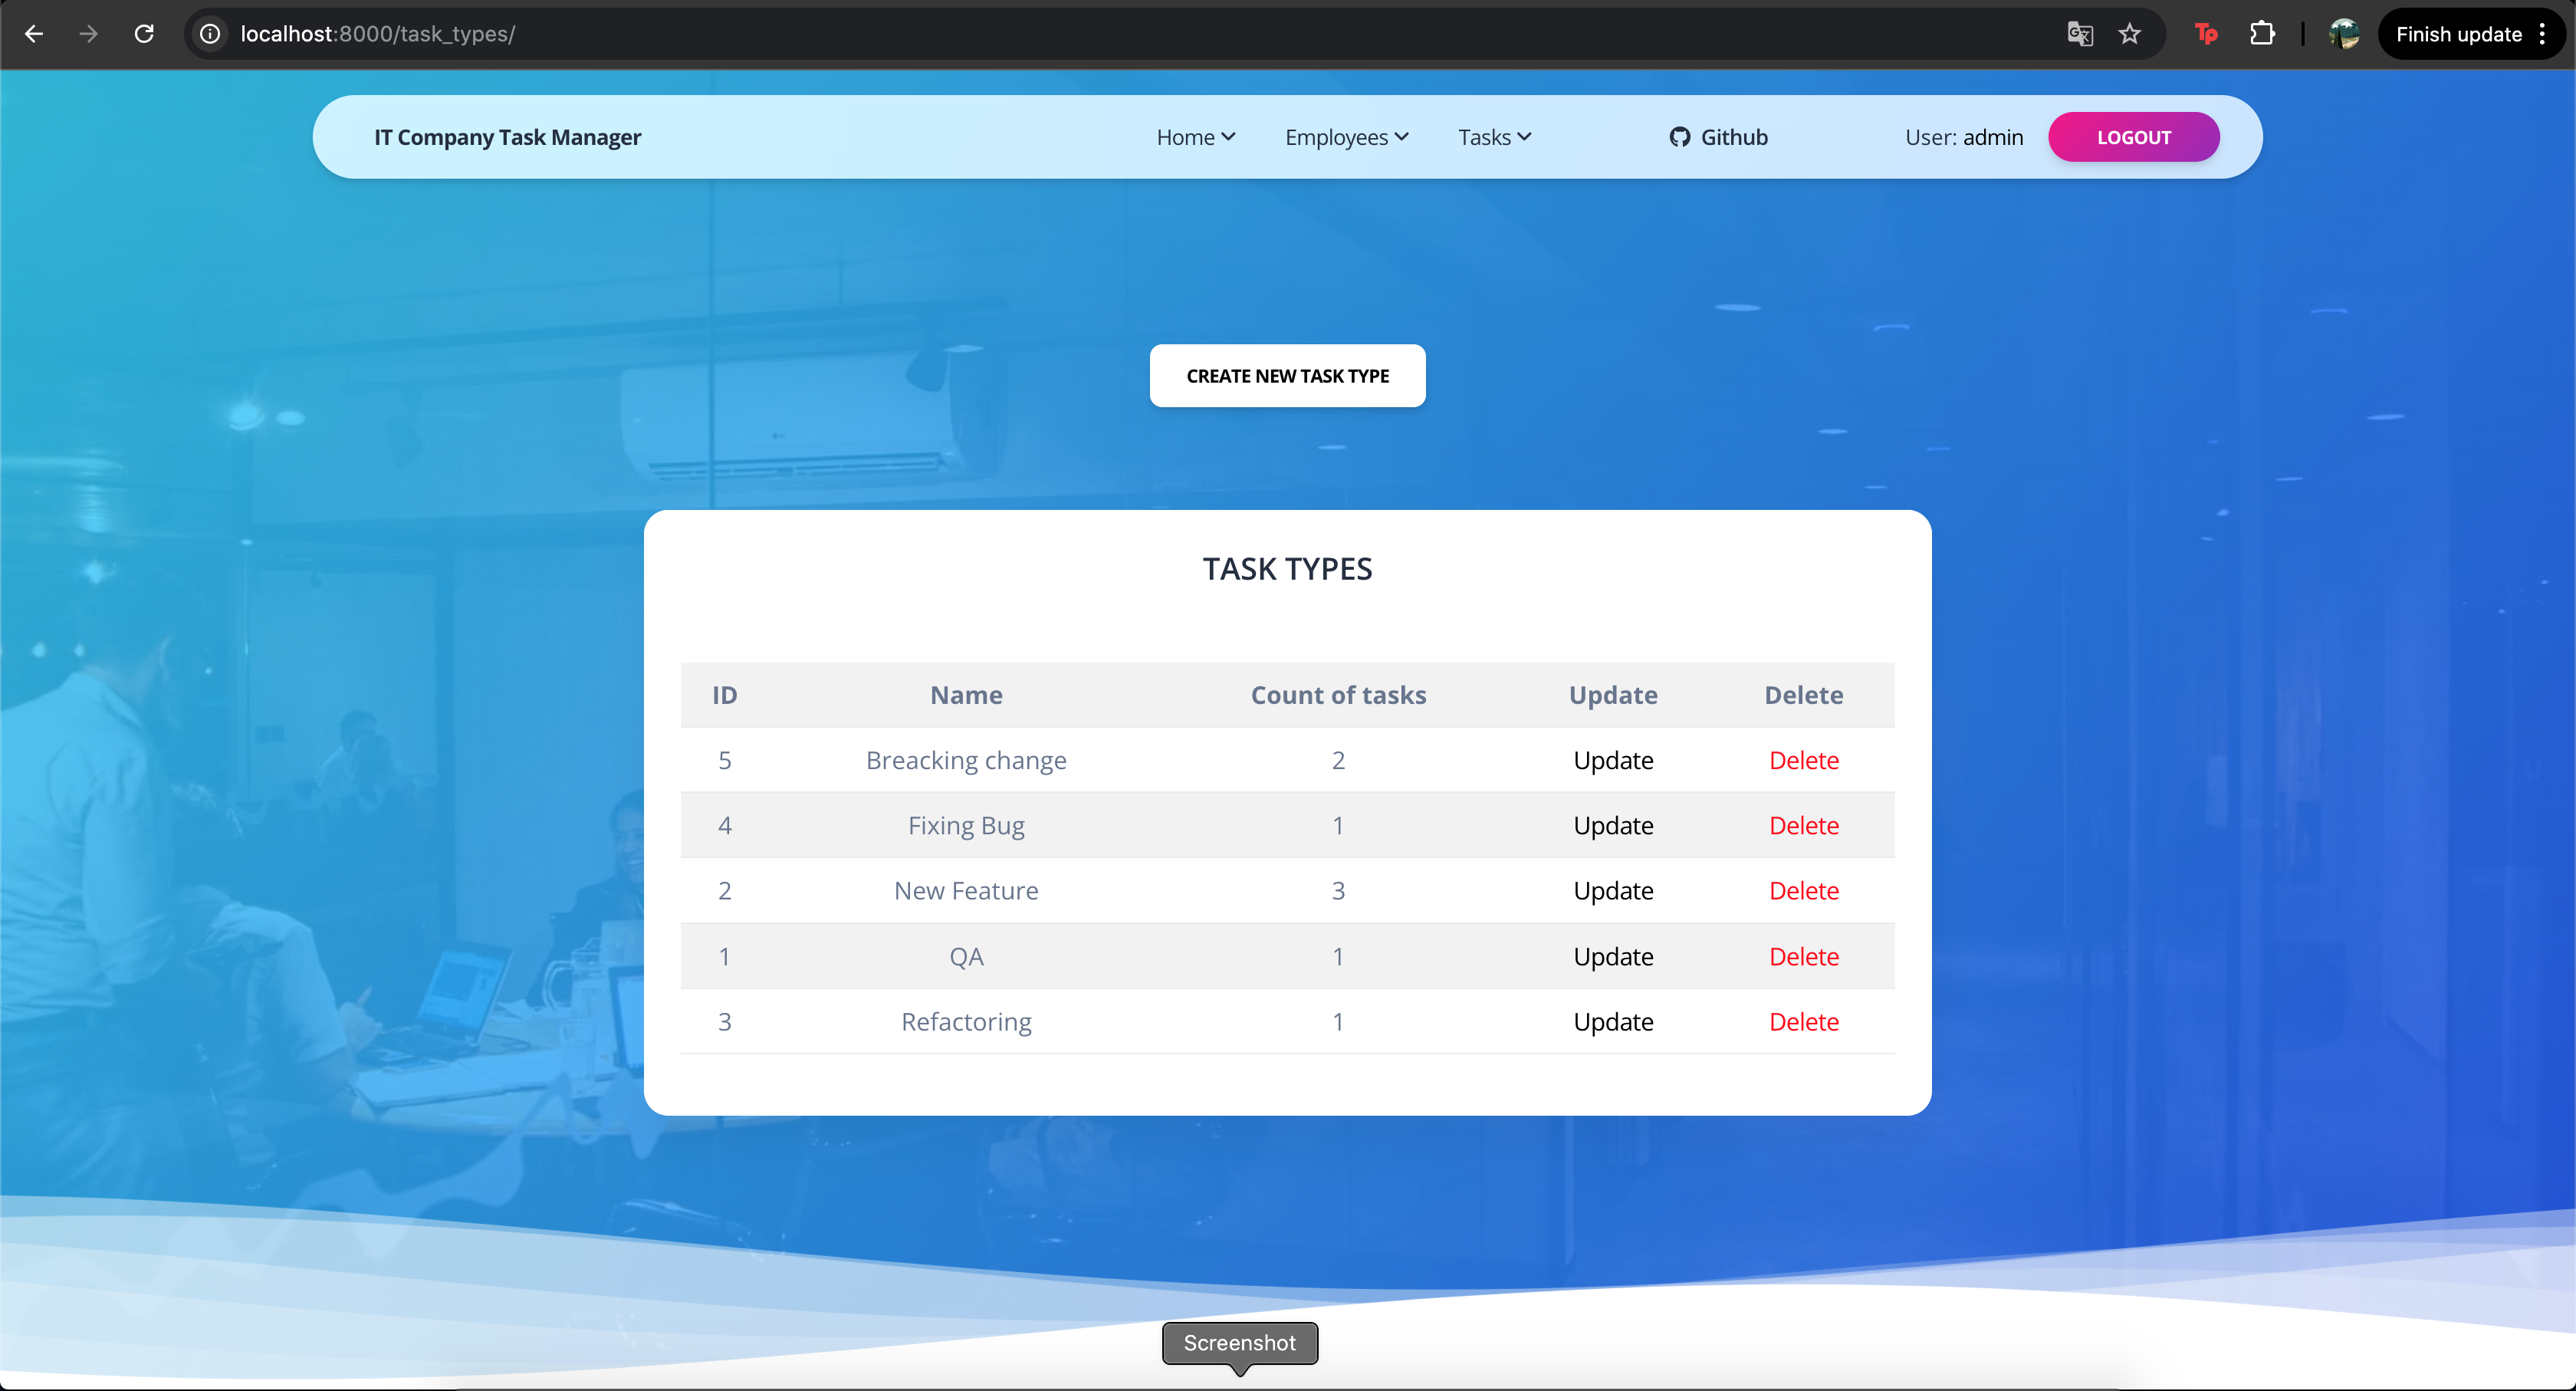 localhost:8000/task_types/
Tp
Finish update
IT Company Task Manager Home Employees Tasks Github User: admin LOGOUT
CREATE NEW TASK TYPE
TASK TYPES
ID Name Count of tasks Update Delete
5 Breacking change 2 Update Delete
4 Fixing Bug 1 Update Delete
2 New Feature 3 Update Delete
1 QA 1 Update Delete
3 Refactoring 1 Update Delete
Screenshot